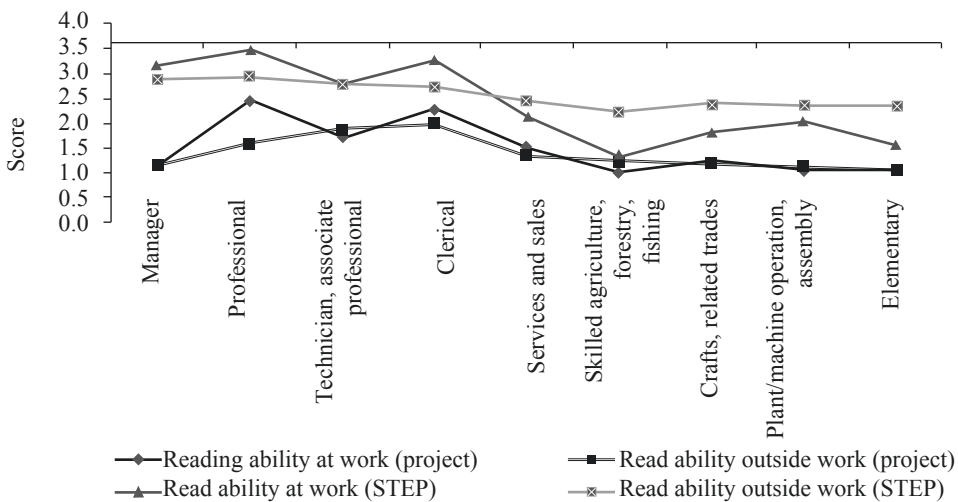 4.0
3.5
3.0
2.5
2.0
1.5
1.0
0.5
0.0
Score
Manager
Professional
Technician, associate
professional
Clerical
Services and sales
Skilled agriculture,
forestry,
fishing
Crafts, related trades
Plant/machine operation,
assembly
Elementary
Reading ability at work (project)
Read ability outside work (project)
Read ability at work (STEP)
Read ability outside work (STEP)